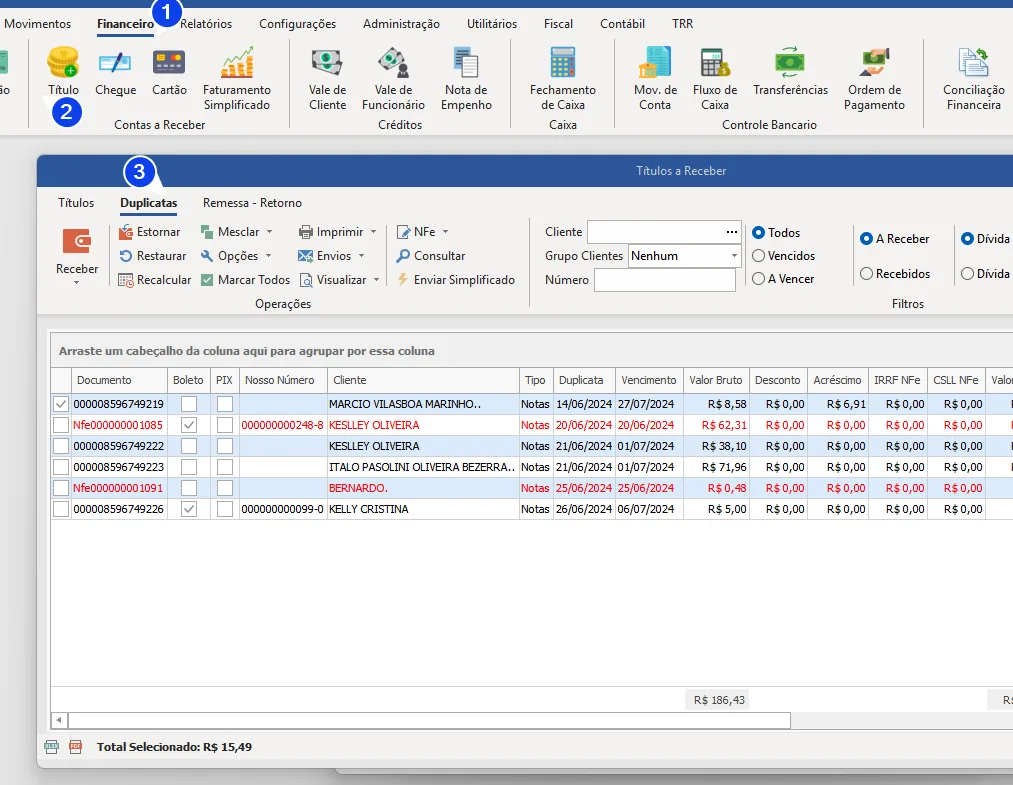 1
Movimentos Financeiro Relatórios Configurações Administração Utilitários Fiscal Contábil TRR
Título Cheque Cartão Faturamento Simplificado Vale de Cliente Vale de Funcionário Nota de Empenho Fechamento de Caixa Mov. de Conta Fluxo de Caixa Transferências Ordem de Pagamento Conciliação Financeira
2
Contas a Receber Créditos Caixa Controle Bancario
3
Títulos a Receber
Títulos Duplicatas Remessa - Retorno
Receber
Estornar Mesclar Imprimir NFe
Restaurar Opções Envios Consultar
Recalcular Marcar Todos Visualizar Enviar Simplificado
Operações
Cliente ...
Grupo Clientes Nenhum
Número
Todos
Vencidos
A Vencer
A Receber
Recebidos
Dívida
Dívida
Filtros
Arraste um cabeçalho da coluna aqui para agrupar por essa coluna
Documento Boleto PIX Nosso Número Cliente Tipo Duplicata Vencimento Valor Bruto Desconto Acréscimo IRRF NFe CSLL NFe Valor
000008596749219 MARCIO VILASBOA MARINHO.. Notas 14/06/2024 27/07/2024 R$ 8,58 R$ 0,00 R$ 6,91 R$ 0,00 R$ 0,00
Nfe000000001085 000000000248-8 KESLLEY OLIVEIRA Notas 20/06/2024 20/06/2024 R$ 62,31 R$ 0,00 R$ 0,00 R$ 0,00 R$ 0,00
000008596749222 KESLLEY OLIVEIRA Notas 21/06/2024 01/07/2024 R$ 38,10 R$ 0,00 R$ 0,00 R$ 0,00 R$ 0,00
000008596749223 ITALO PASOLINI OLIVEIRA BEZERRA.. Notas 21/06/2024 01/07/2024 R$ 71,96 R$ 0,00 R$ 0,00 R$ 0,00 R$ 0,00
Nfe000000001091 BERNARDO. Notas 25/06/2024 25/06/2024 R$ 0,48 R$ 0,00 R$ 0,00 R$ 0,00 R$ 0,00
000008596749226 000000000099-0 KELLY CRISTINA Notas 26/06/2024 06/07/2024 R$ 5,00 R$ 0,00 R$ 0,00 R$ 0,00 R$ 0,00
R$ 186,43
XLSX PDF Total Selecionado: R$ 15,49